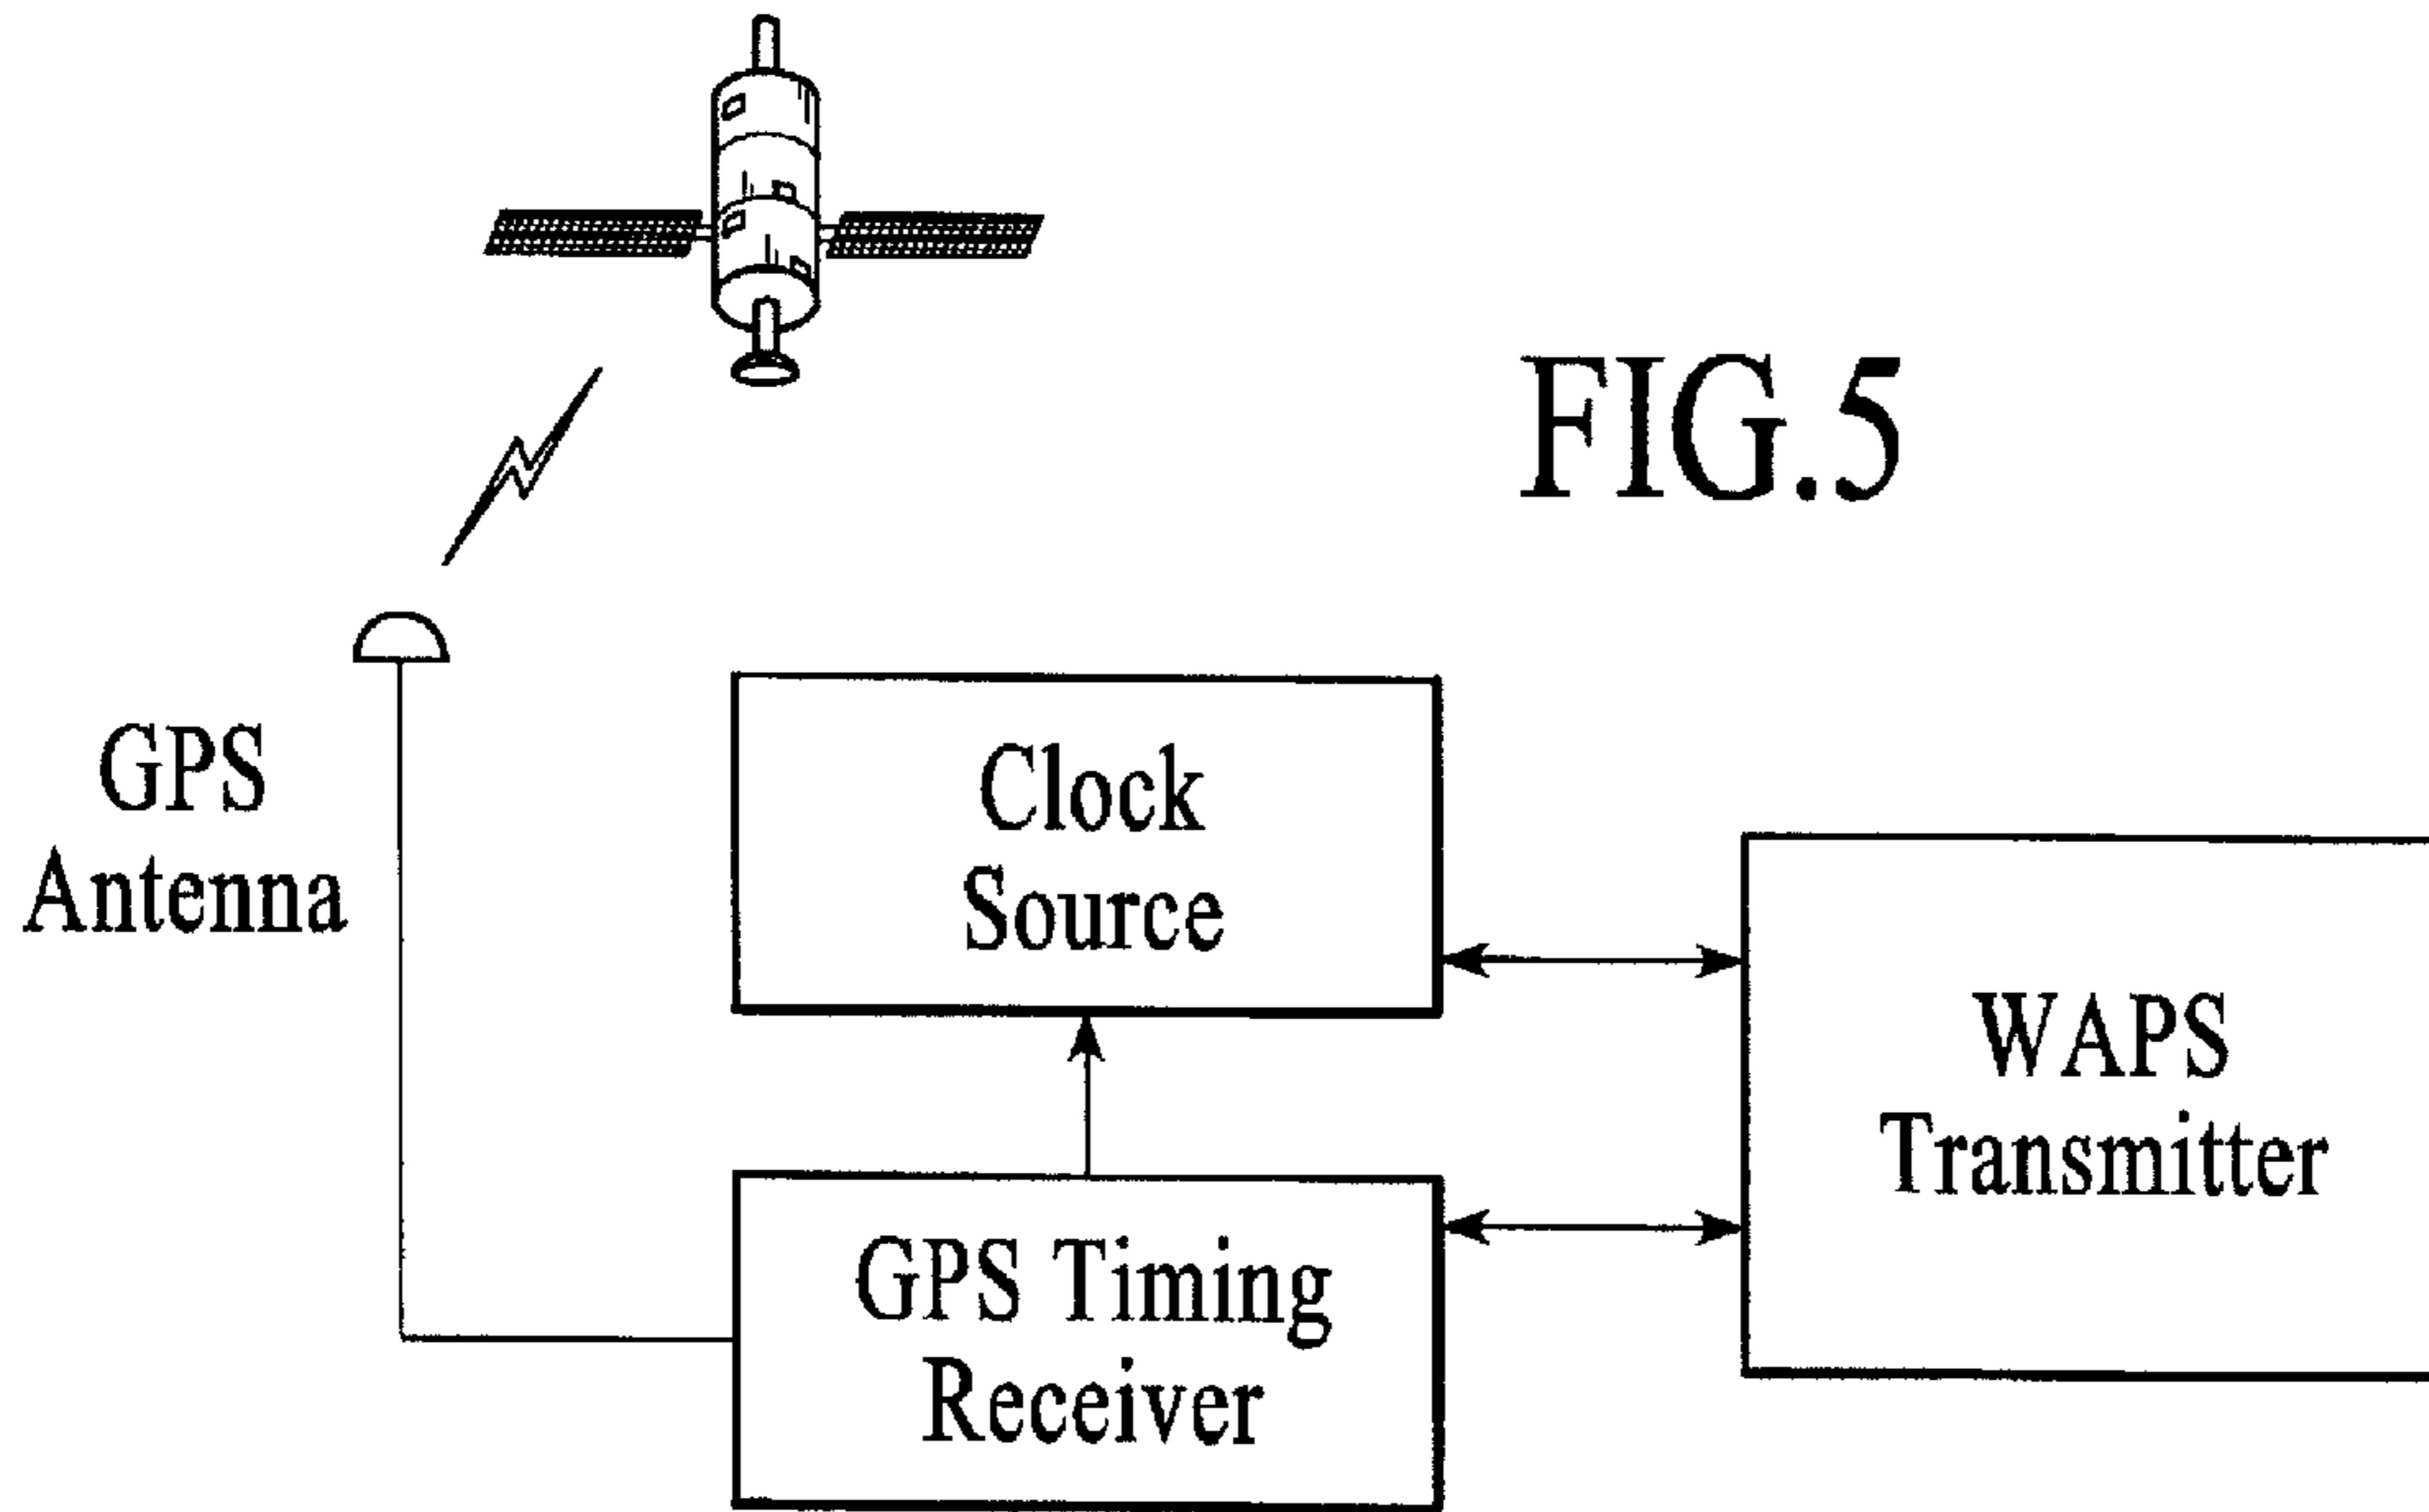 FIG.5
GPS
Antenna
Clock
Source
WAPS
Transmitter
GPS Timing
Receiver